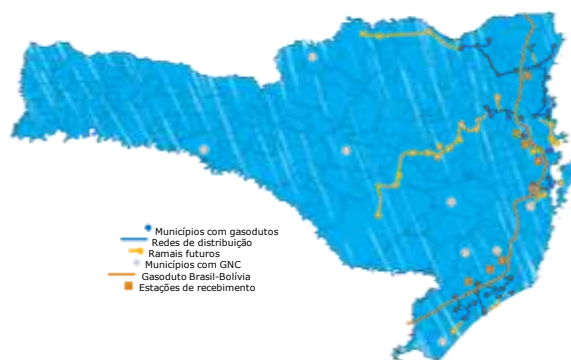 Municípios com gasodutos
Redes de distribuição
Ramais futuros
Municípios com GNC
Gasoduto Brasil-Bolívia
Estações de recebimento